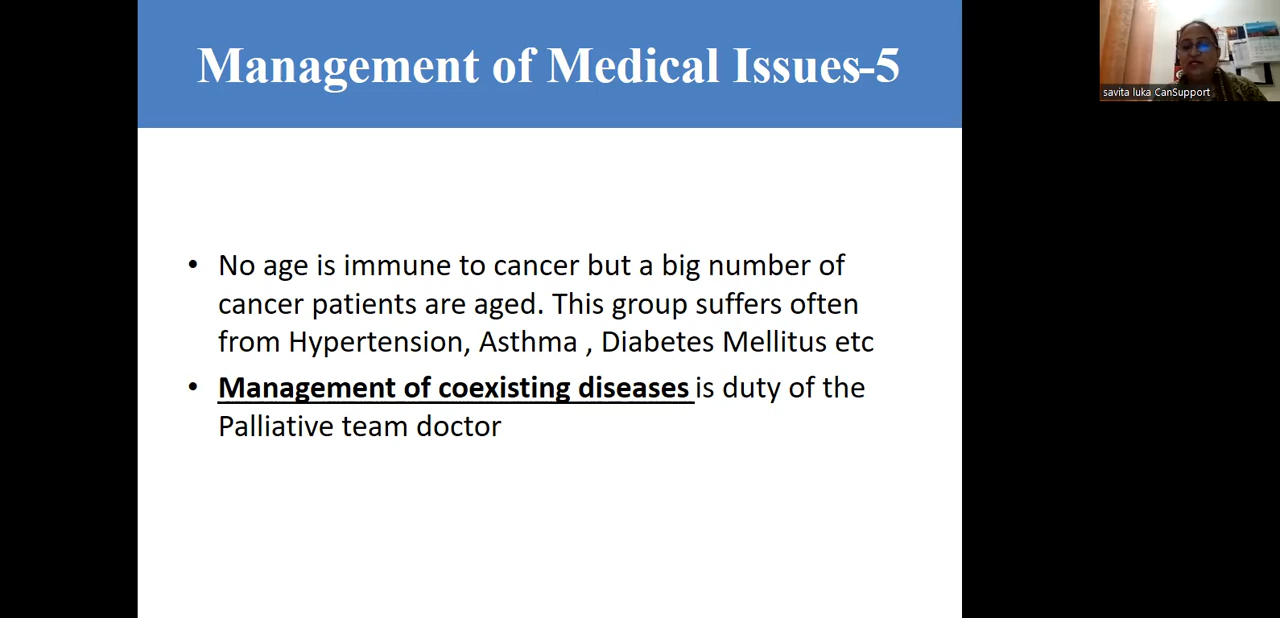 Management of Medical Issues-5
savita luka CanSupport
• No age is immune to cancer but a big number of
cancer patients are aged. This group suffers often
from Hypertension, Asthma , Diabetes Mellitus etc
• Management of coexisting diseases is duty of the
Palliative team doctor